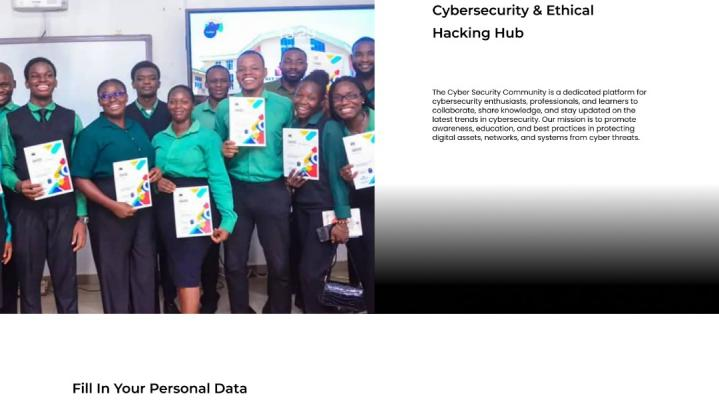 Cybersecurity & Ethical
Hacking Hub
The Cyber Security Community is a dedicated platform for
cybersecurity enthusiasts, professionals, and learners to
collaborate, share knowledge, and stay updated on the
latest trends in cybersecurity. Our mission is to promote
awareness, education, and best practices in protecting
digital assets, networks, and systems from cyber threats.
Fill In Your Personal Data